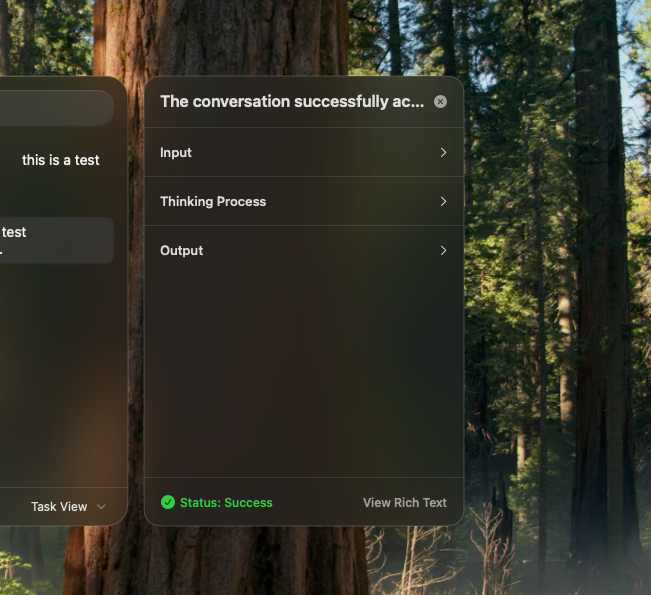 this is a test
test
.
Task View
The conversation successfully ac...
Input
Thinking Process
Output
Status: Success
View Rich Text